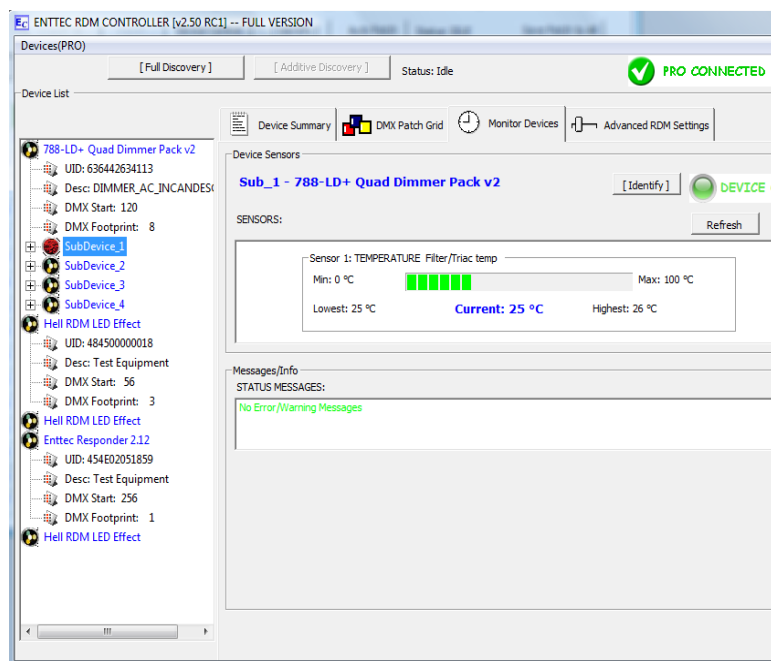 ENTTEC RDM CONTROLLER [v2.50 RC1] -- FULL VERSION
Devices(PRO)
[ Full Discovery ]
[ Additive Discovery ]
Status: Idle
PRO CONNECTED
Device List
Device Summary
DMX Patch Grid
Monitor Devices
Advanced RDM Settings
788-LD+ Quad Dimmer Pack v2
UID: 636442634113
Desc: DIMMER_AC_INCANDES
DMX Start: 120
DMX Footprint: 8
SubDevice_1
SubDevice_2
SubDevice_3
SubDevice_4
Hell RDM LED Effect
UID: 484500000018
Desc: Test Equipment
DMX Start: 56
DMX Footprint: 3
Hell RDM LED Effect
Enttec Responder 2.12
UID: 454E02051859
Desc: Test Equipment
DMX Start: 256
DMX Footprint: 1
Hell RDM LED Effect
Device Sensors
Sub_1 - 788-LD+ Quad Dimmer Pack v2
[ Identify ]
DEVICE
SENSORS:
Refresh
Sensor 1: TEMPERATURE Filter/Triac temp
Min: 0 ºC
Max: 100 ºC
Lowest: 25 ºC
Current: 25 ºC
Highest: 26 ºC
Messages/Info
STATUS MESSAGES:
No Error/Warning Messages